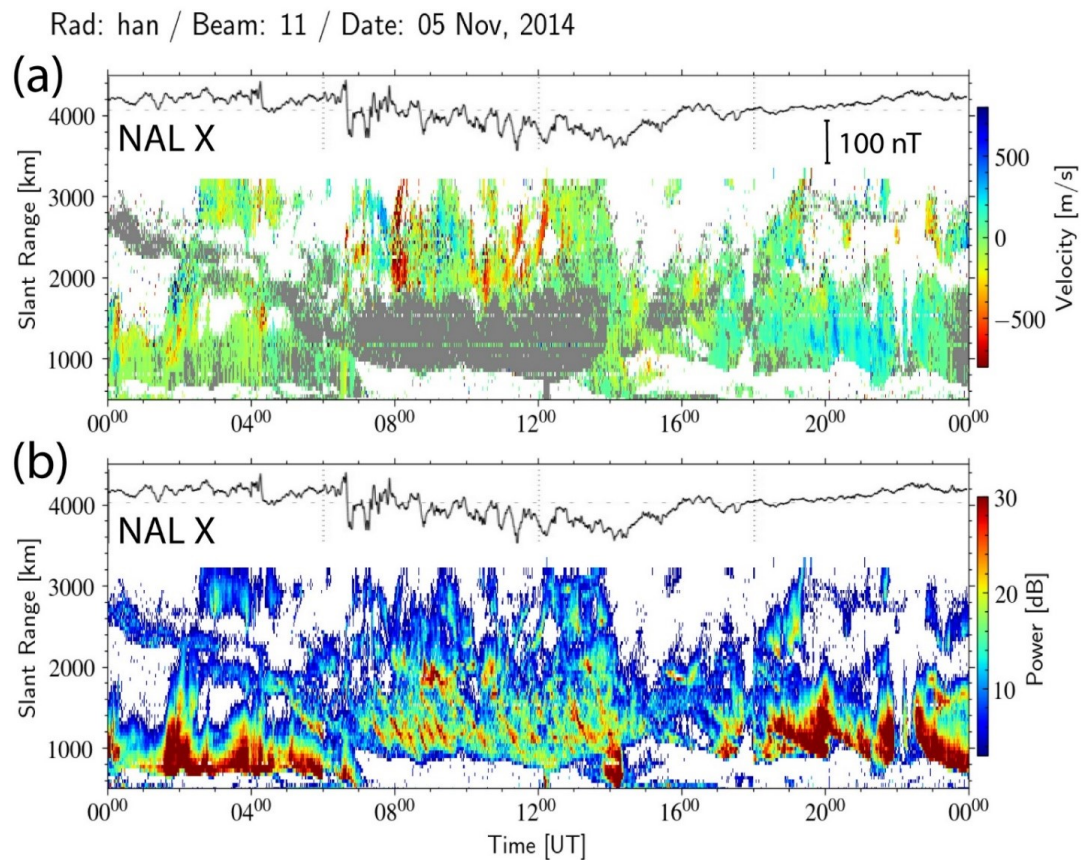 Rad: han / Beam: 11 / Date: 05 Nov, 2014
(a)
NAL X
100 nT
4000
3000
2000
1000
Slant Range [km]
00⁰⁰ 04⁰⁰ 08⁰⁰ 12⁰⁰ 16⁰⁰ 20⁰⁰ 00⁰⁰
500
0
−500
Velocity [m/s]
(b)
NAL X
4000
3000
2000
1000
Slant Range [km]
00⁰⁰ 04⁰⁰ 08⁰⁰ 12⁰⁰ 16⁰⁰ 20⁰⁰ 00⁰⁰
Time [UT]
30
20
10
Power [dB]